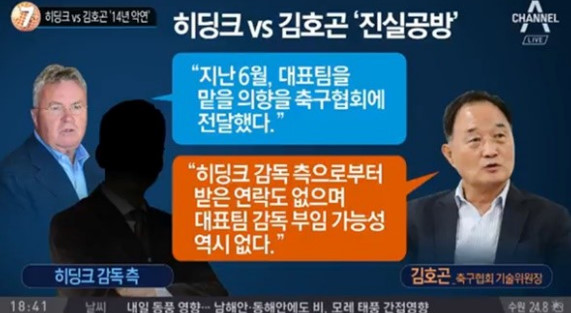 7 히딩크 vs 김호곤 '14년 악연'
CHANNEL A
LIVE
히딩크 vs 김호곤 '진실공방'
"지난 6월, 대표팀을
맡을 의향을 축구협회에
전달했다."
"히딩크 감독 측으로부터
받은 연락도 없으며
대표팀 감독 부임 가능성
역시 없다."
히딩크 감독 측
김호곤_축구협회 기술위원장
18:41 날씨 내일 동풍 영향… 남해안·동해안에도 비, 모레 태풍 간접영향 수원 24.8